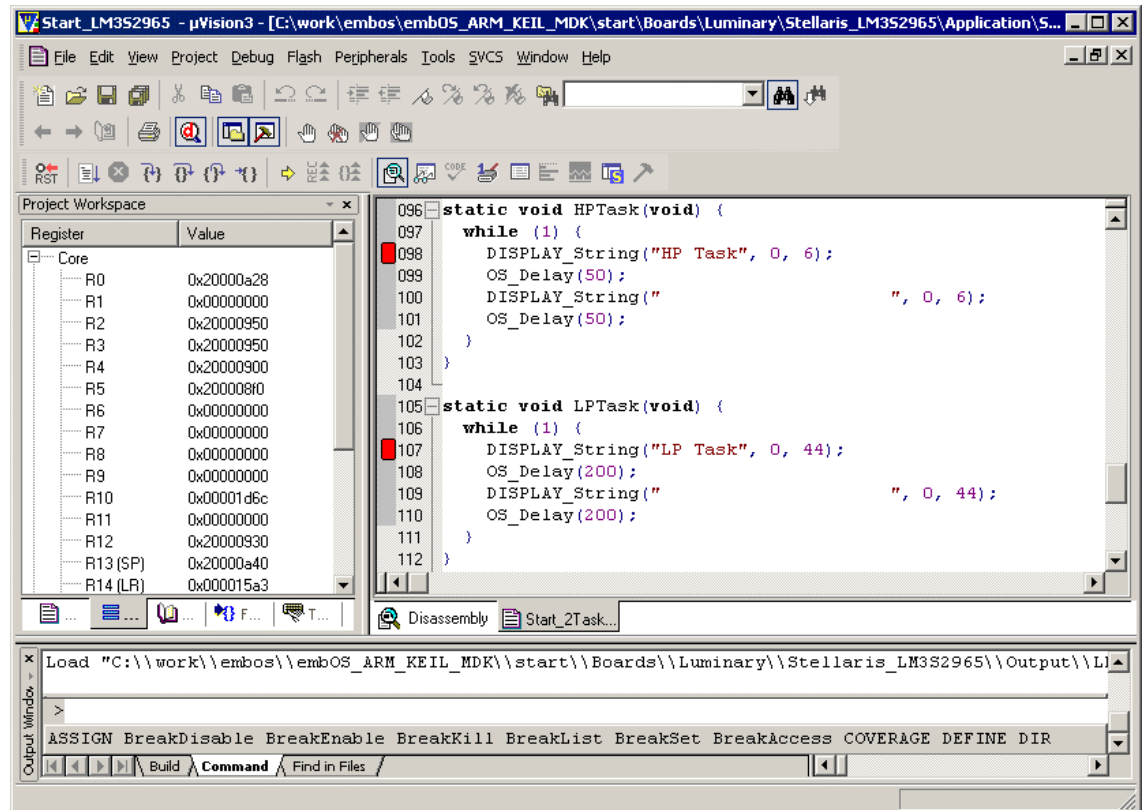 Start_LM3S2965 - µVision3 - [C:\work\embos\embOS_ARM_KEIL_MDK\start\Boards\Luminary\Stellaris_LM3S2965\Application\S...
File Edit View Project Debug Flash Peripherals Tools SVCS Window Help
RST
CODE
Project Workspace
Register Value
Core
R0 0x20000a28
R1 0x00000000
R2 0x20000950
R3 0x20000950
R4 0x20000900
R5 0x200008f0
R6 0x00000000
R7 0x00000000
R8 0x00000000
R9 0x00000000
R10 0x00001d6c
R11 0x00000000
R12 0x20000930
R13 (SP) 0x20000a40
R14 (LR) 0x000015a3
... ... ... F... T...
096 static void HPTask(void) {
097 while (1) {
098 DISPLAY_String("HP Task", 0, 6);
099 OS_Delay(50);
100 DISPLAY_String("                    ", 0, 6);
101 OS_Delay(50);
102 }
103 }
104
105 static void LPTask(void) {
106 while (1) {
107 DISPLAY_String("LP Task", 0, 44);
108 OS_Delay(200);
109 DISPLAY_String("                    ", 0, 44);
110 OS_Delay(200);
111 }
112 }
Disassembly Start_2Task...
Output Window
Load "C:\\work\\embos\\embOS_ARM_KEIL_MDK\\start\\Boards\\Luminary\\Stellaris_LM3S2965\\Output\\
>
ASSIGN BreakDisable BreakEnable BreakKill BreakList BreakSet BreakAccess COVERAGE DEFINE DIR
Build Command Find in Files